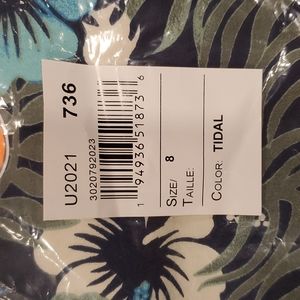 U2021 736
3020792023
1 94936 51873 6
SIZE/ 8
TAILLE:
COLOR: TIDAL